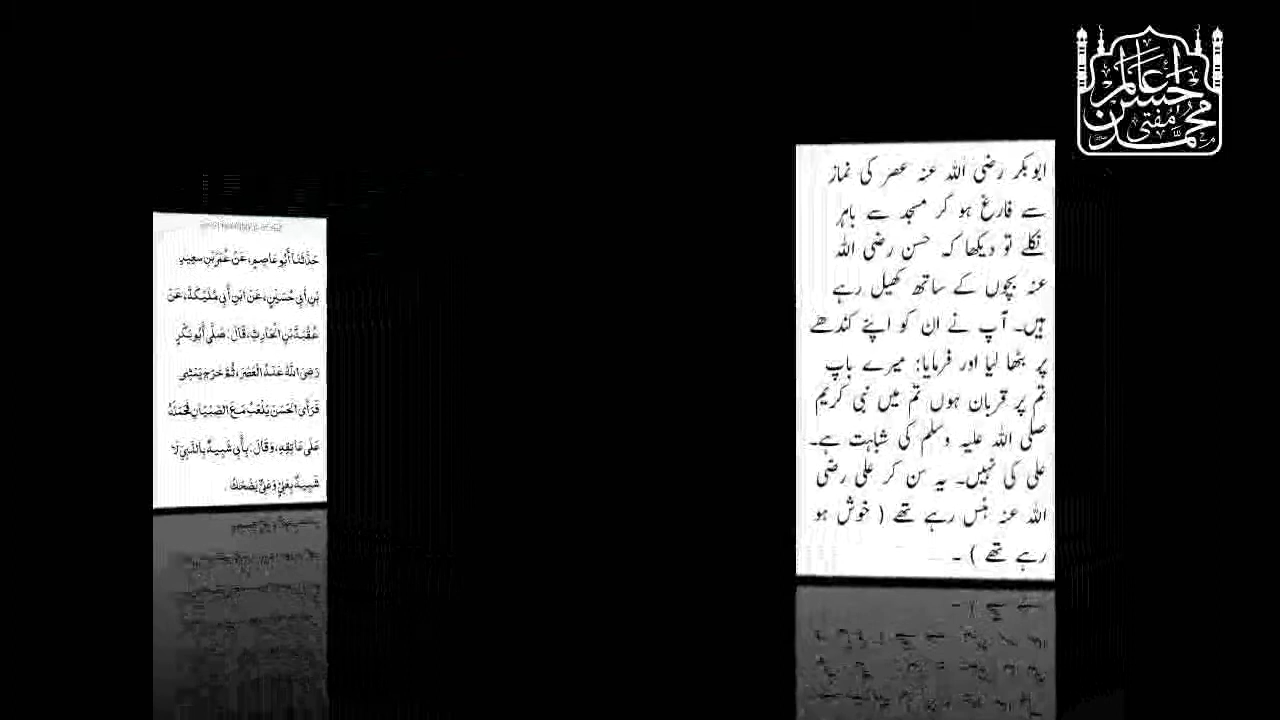 محمد حسن عالم
مفتی
حَدَّثَنَا أَبُو عَاصِمٍ، عَنْ عُمَرَ بْنِ سَعِيدِ
بْنِ أَبِي حُسَيْنٍ، عَنِ ابْنِ أَبِي مُلَيْكَةَ، عَنْ
عُقْبَةَ بْنِ الْحَارِثِ، قَالَ: صَلَّى أَبُو بَكْرٍ
رَضِيَ اللَّهُ عَنْهُ الْعَصْرَ، ثُمَّ خَرَجَ يَمْشِي
فَرَأَى الْحَسَنَ يَلْعَبُ مَعَ الصِّبْيَانِ فَحَمَلَهُ
عَلَى عَاتِقِهِ، وَقَالَ: بِأَبِي شَبِيهٌ بِالنَّبِيِّ لَا
شَبِيهٌ بِعَلِيٍّ وَعَلِيٌّ يَضْحَكُ.
ابوبکر رضی اللہ عنہ عصر کی نماز
سے فارغ ہو کر مسجد سے باہر
نکلے تو دیکھا کہ حسن رضی اللہ
عنہ بچوں کے ساتھ کھیل رہے
ہیں۔ آپ نے ان کو اپنے کندھے
پر بٹھا لیا اور فرمایا: میرے باپ
تم پر قربان ہوں تم میں نبی کریم
صلی اللہ علیہ وسلم کی شباہت ہے۔
علی کی نہیں۔ یہ سن کر علی رضی
اللہ عنہ ہنس رہے تھے ( خوش ہو
رہے تھے ) ۔